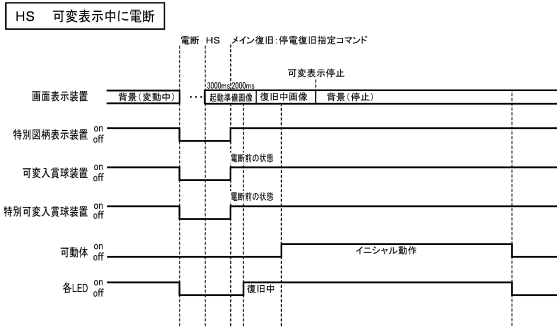 HS 可変表示中に電断
電断 HS メイン復旧：停電復旧指定コマンド
可変表示停止
3000ms 2000ms
画面表示装置 背景(変動中) ・・・ 起動準備画像 復旧中画像 背景(停止)
特別図柄表示装置 on
off
電断前の状態
可変入賞球装置 on
off
電断前の状態
特別可変入賞球装置 on
off
可動体 on
off
イニシャル動作
各LED on
off
復旧中